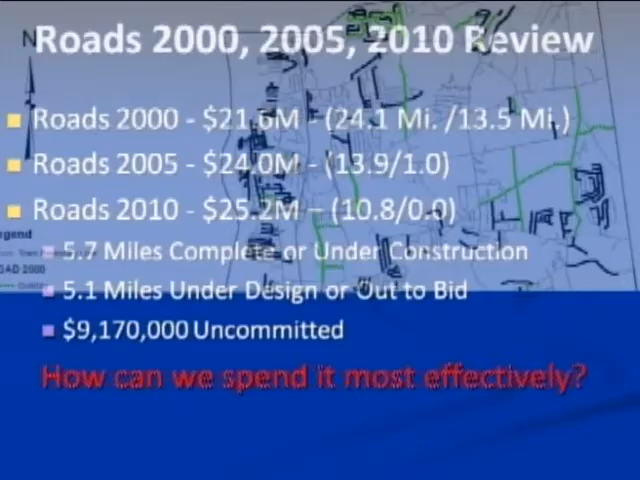 N
Roads 2000, 2005, 2010 Review
Roads 2000 - $21.6M - (24.1 Mi. /13.5 Mi.)
Roads 2005 - $24.0M - (13.9/1.0)
Roads 2010 - $25.2M – (10.8/0.0)
egend
5.7 Miles Complete or Under Construction
OAD 2000
5.1 Miles Under Design or Out to Bid
$9,170,000 Uncommitted
How can we spend it most effectively?